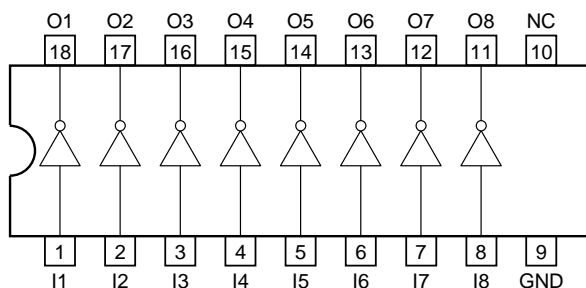 O1 O2 O3 O4 O5 O6 O7 O8 NC
18 17 16 15 14 13 12 11 10
1 2 3 4 5 6 7 8 9
I1 I2 I3 I4 I5 I6 I7 I8 GND